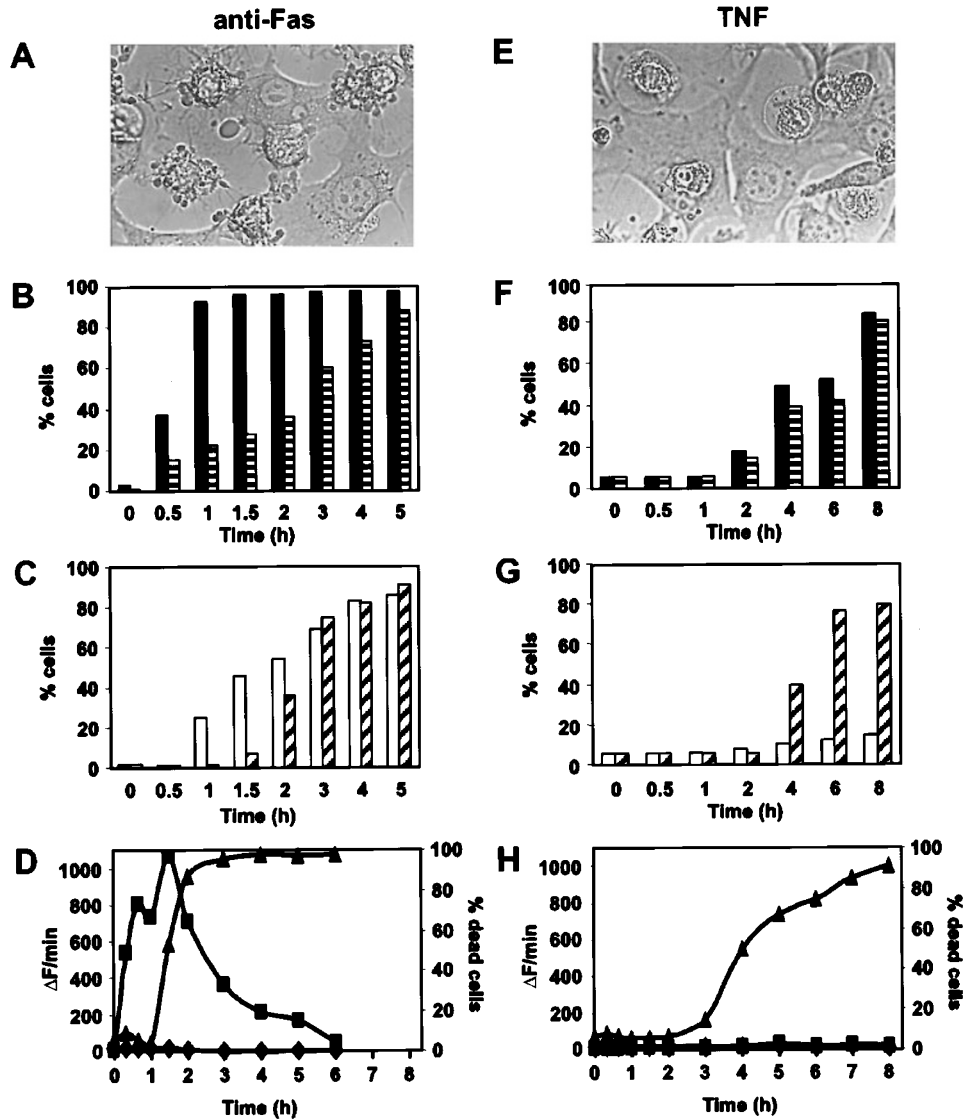 anti-Fas
TNF
A
E
B
100
80
60
40
20
0
% cells
0 0.5 1 1.5 2 3 4 5
Time (h)
F
100
80
60
40
20
0
% cells
0 0.5 1 2 4 6 8
Time (h)
C
100
80
60
40
20
0
% cells
0 0.5 1 1.5 2 3 4 5
Time (h)
G
100
80
60
40
20
0
% cells
0 0.5 1 2 4 6 8
Time (h)
D
1000
800
600
400
200
0
ΔF/min
100
80
60
40
20
0
% dead cells
0 1 2 3 4 5 6 7 8
Time (h)
H
1000
800
600
400
200
0
ΔF/min
100
80
60
40
20
0
% dead cells
0 1 2 3 4 5 6 7 8
Time (h)